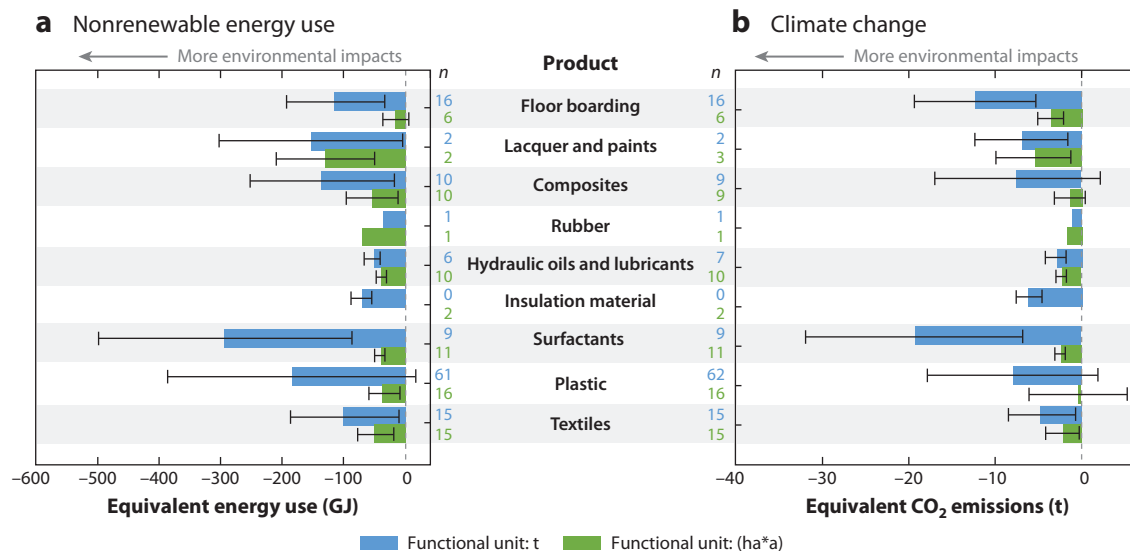 a Nonrenewable energy use
b Climate change
More environmental impacts
n
Product
n
More environmental impacts
16
Floor boarding
16
6
6
2
Lacquer and paints
2
2
3
10
Composites
9
10
9
1
Rubber
1
1
1
6
Hydraulic oils and lubricants
7
10
10
0
Insulation material
0
2
2
9
Surfactants
9
11
11
61
Plastic
62
16
16
15
Textiles
15
15
15
–600 –500 –400 –300 –200 –100 0
–40 –30 –20 –10 0
Equivalent energy use (GJ)
Equivalent CO₂ emissions (t)
Functional unit: t
Functional unit: (ha*a)